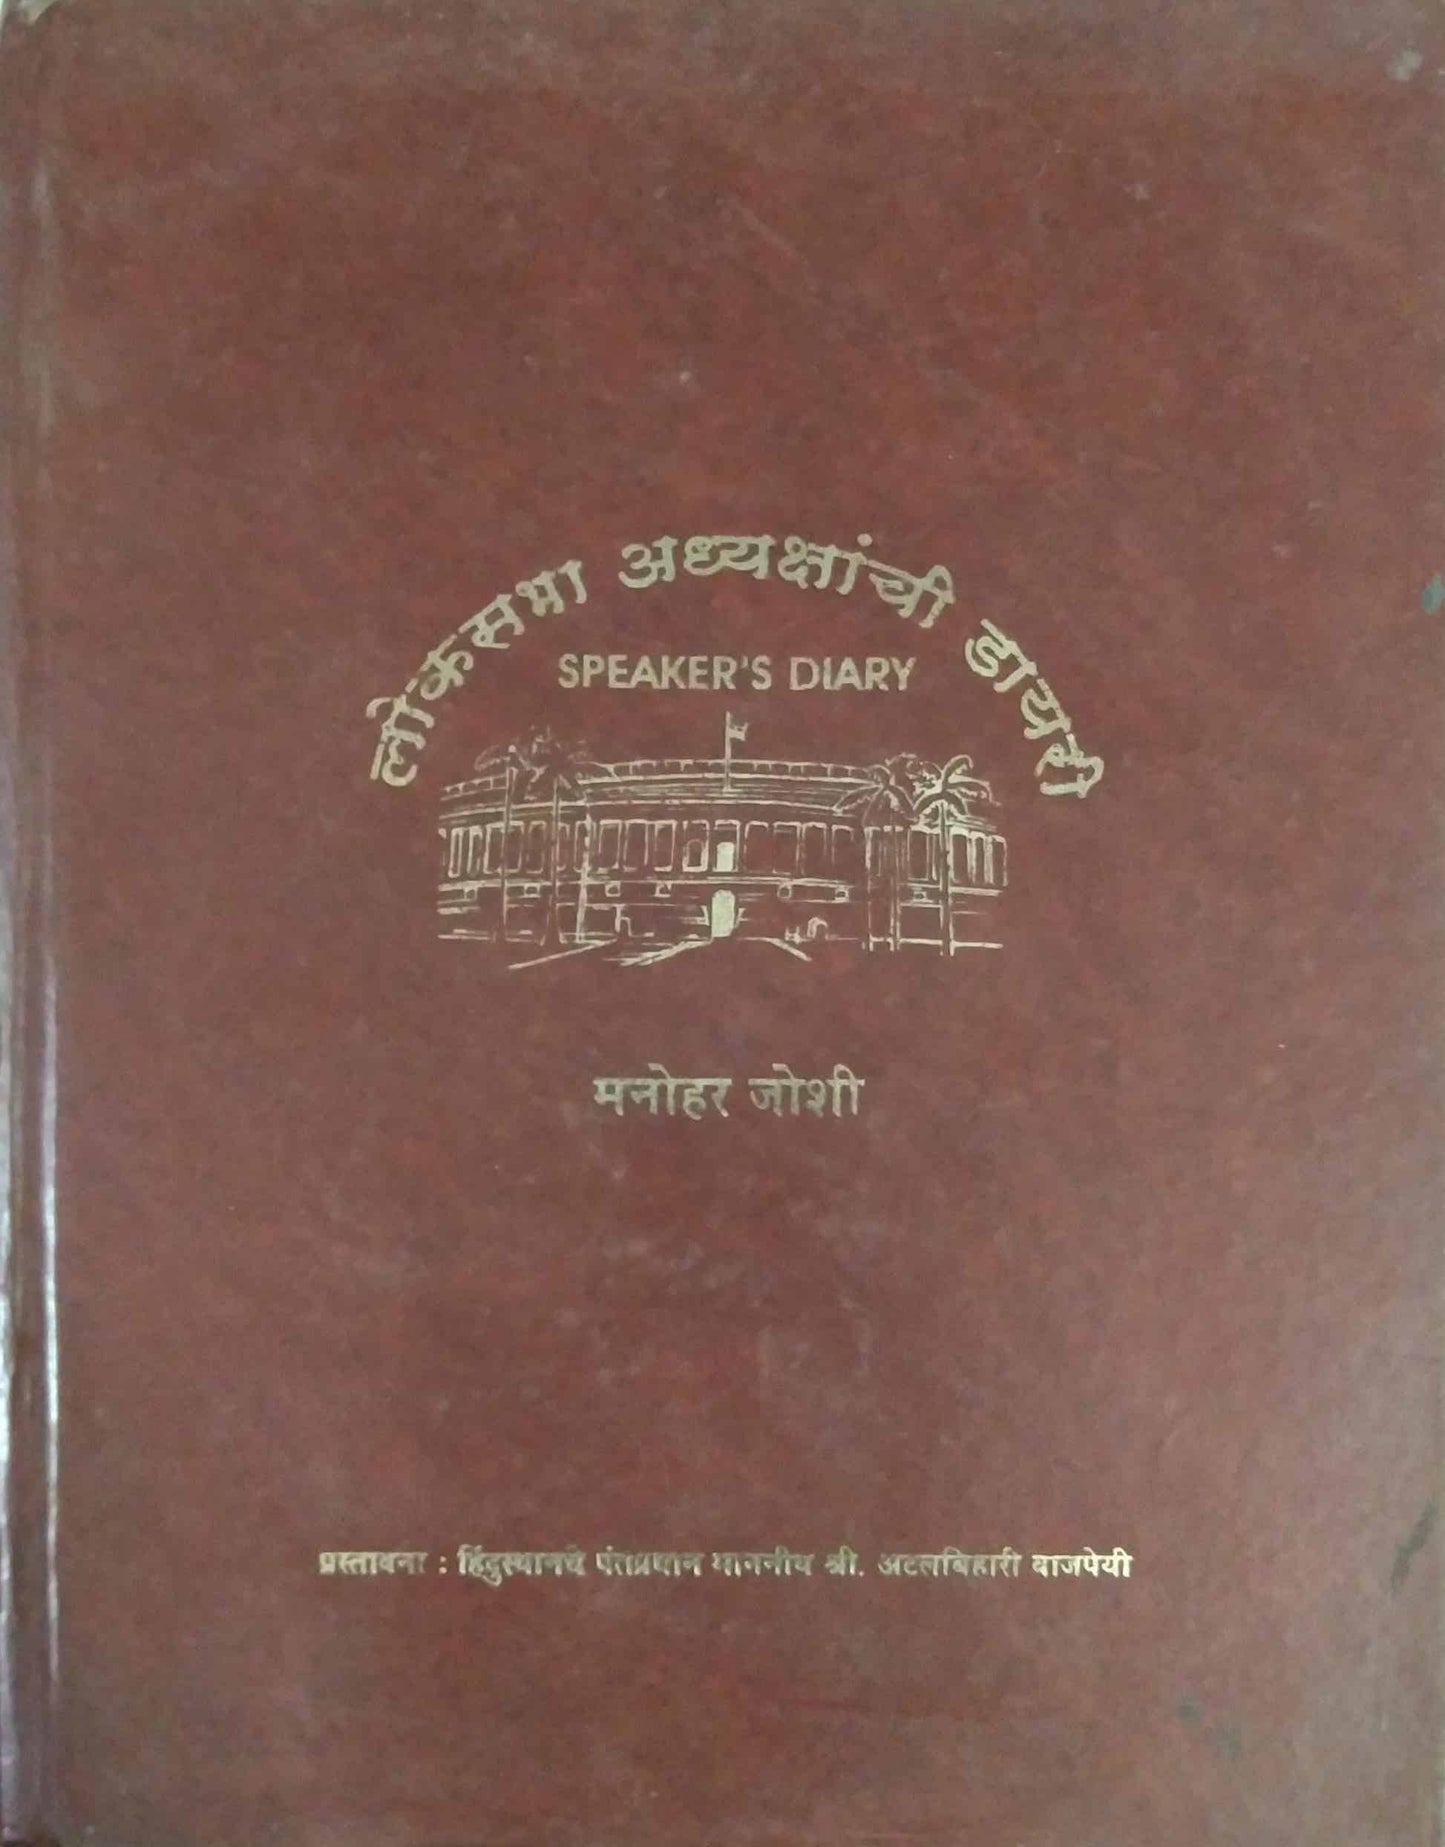 लोकसभा अध्यक्षांची डायरी
SPEAKER'S DIARY
मनोहर जोशी
प्रस्तावना : हिंदुस्थानचे पंतप्रधान माननीय श्री. अटलबिहारी वाजपेयी